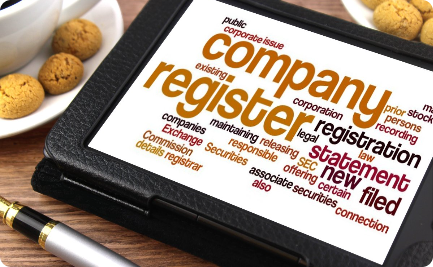 public
corporate issue
company
existing
register
corporation
prior stock
persons
recording
registration
legal
law
companies
maintaining releasing
Exchange
responsible
SEC
statement
Commission
Securities
offering certain
new filed
details registrar
associate securities
also
connection